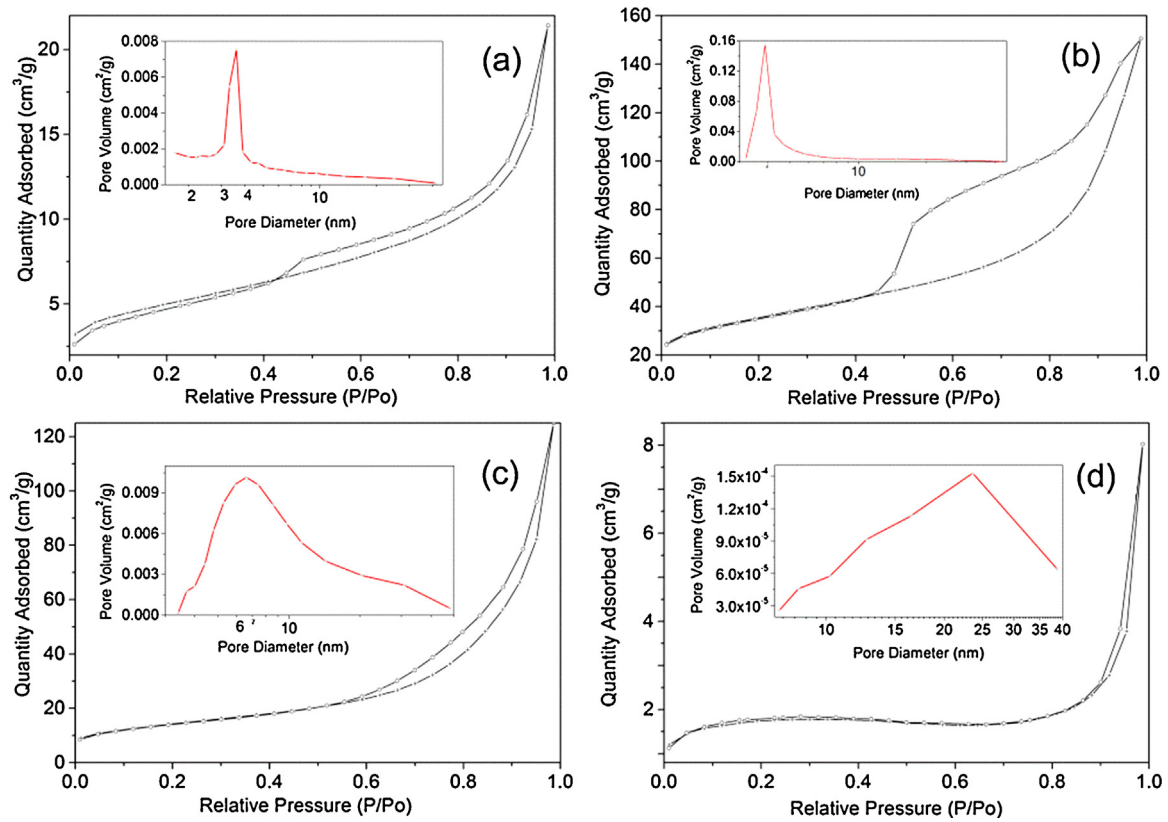 (a)
Quantity Adsorbed (cm³/g)
20
15
10
5
0.0 0.2 0.4 0.6 0.8 1.0
Relative Pressure (P/Po)
Pore Volume (cm²/g)
0.008
0.006
0.004
0.002
0.000
2 3 4 10
Pore Diameter (nm)
(b)
Quantity Adsorbed (cm³/g)
160
140
120
100
80
60
40
20
0.0 0.2 0.4 0.6 0.8 1.0
Relative Pressure (P/Po)
Pore Volume (cm²/g)
0.16
0.12
0.08
0.04
0.00
10
Pore Diameter (nm)
(c)
Quantity Adsorbed (cm³/g)
120
100
80
60
40
20
0
0.0 0.2 0.4 0.6 0.8 1.0
Relative Pressure (P/Po)
Pore Volume (cm²/g)
0.009
0.006
0.003
0.000
6 7 10
Pore Diameter (nm)
(d)
Quantity Adsorbed (cm³/g)
8
6
4
2
0.0 0.2 0.4 0.6 0.8 1.0
Relative Pressure (P/Po)
Pore Volume (cm²/g)
1.5x10⁻⁴
1.2x10⁻⁴
9.0x10⁻⁵
6.0x10⁻⁵
3.0x10⁻⁵
10 15 20 25 30 35 40
Pore Diameter (nm)